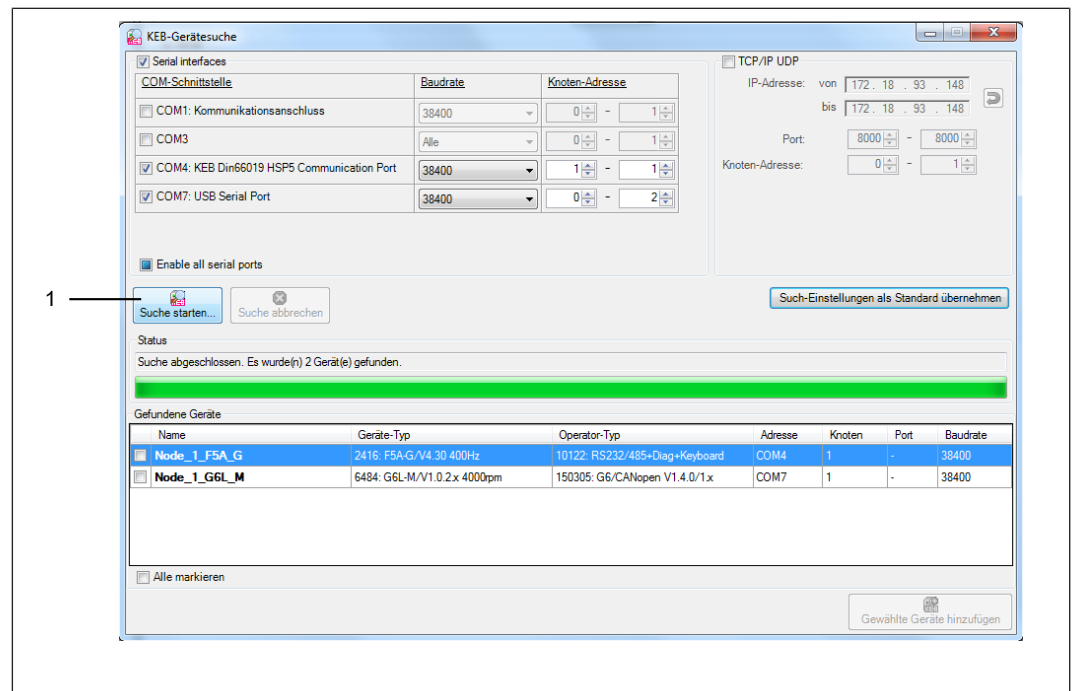 KEB-Gerätesuche
Serial interfaces
COM-Schnittstelle Baudrate Knoten-Adresse
COM1: Kommunikationsanschluss 38400 0 - 1
COM3 Alle 0 - 1
COM4: KEB Din66019 HSP5 Communication Port 38400 1 - 1
COM7: USB Serial Port 38400 0 - 2
Enable all serial ports
TCP/IP UDP
IP-Adresse: von 172 . 18 . 93 . 148
bis 172 . 18 . 93 . 148
Port: 8000 - 8000
Knoten-Adresse: 0 - 1
1
KEB
Suche starten...
Suche abbrechen
Such-Einstellungen als Standard übernehmen
Status
Suche abgeschlossen. Es wurde(n) 2 Gerät(e) gefunden.
Gefundene Geräte
Name Geräte-Typ Operator-Typ Adresse Knoten Port Baudrate
Node_1_F5A_G 2416: F5A-G/V4.30 400Hz 10122: RS232/485+Diag+Keyboard COM4 1 - 38400
Node_1_G6L_M 6484: G6L-M/V1.0.2.x 4000rpm 150305: G6/CANopen V1.4.0/1.x COM7 1 - 38400
Alle markieren
Gewählte Geräte hinzufügen